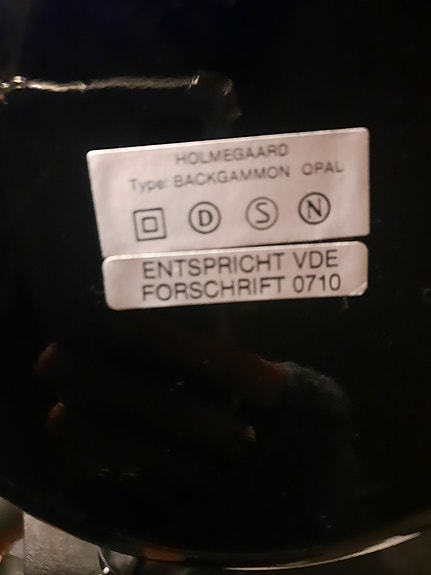 HOLMEGAARD
Type: BACKGAMMON OPAL
D S N
ENTSPRICHT VDE
FORSCHRIFT 0710